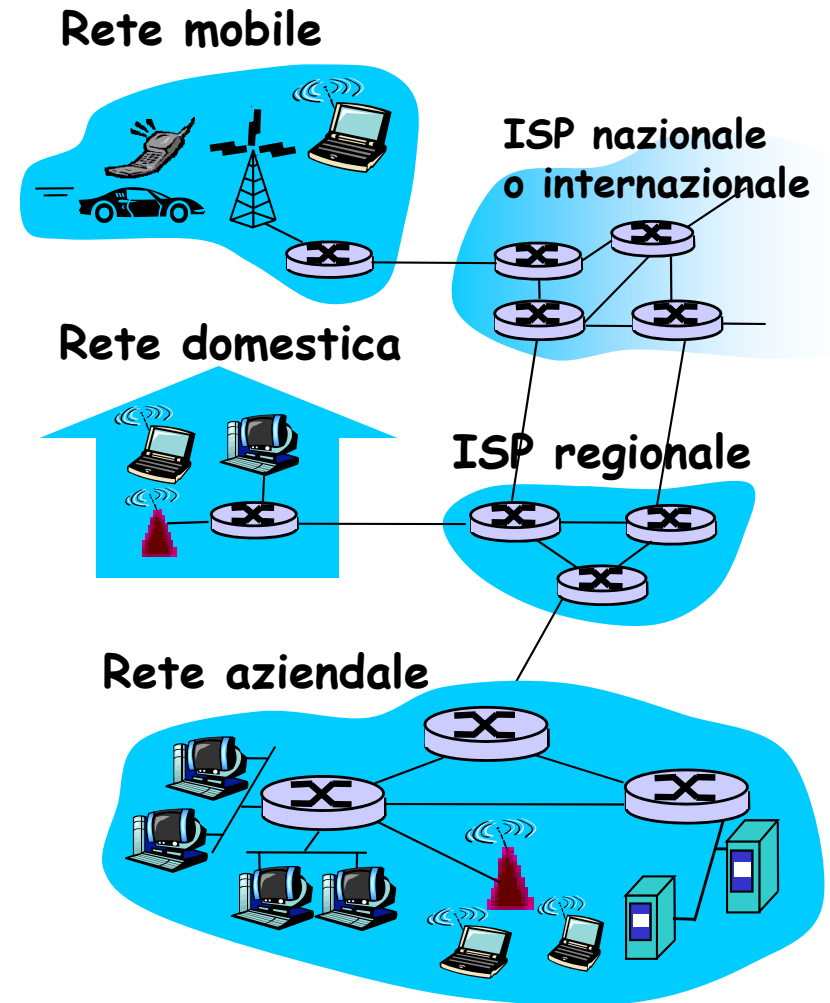 Rete mobile
ISP nazionale
o internazionale
Rete domestica
ISP regionale
Rete aziendale